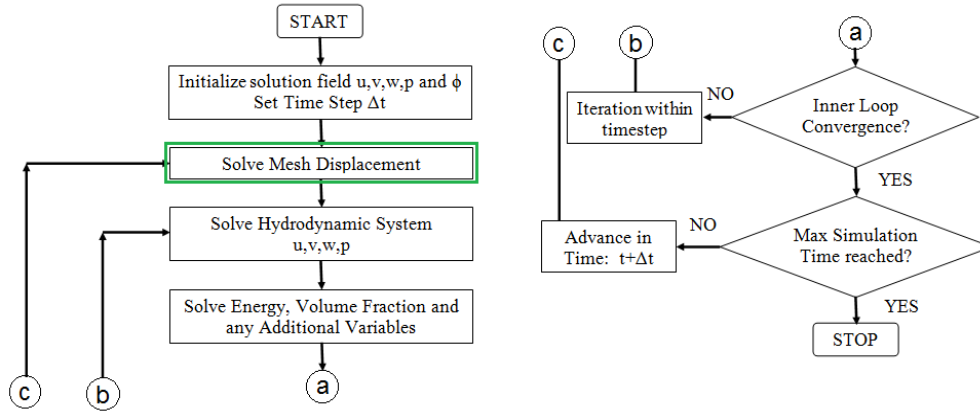 START
Initialize solution field u,v,w,p and ϕ
Set Time Step Δt
Solve Mesh Displacement
Solve Hydrodynamic System
u,v,w,p
Solve Energy, Volume Fraction and
any Additional Variables
c
b
a
c
b
a
NO
Iteration within
timestep
Inner Loop
Convergence?
YES
NO
Advance in
Time: t+Δt
Max Simulation
Time reached?
YES
STOP